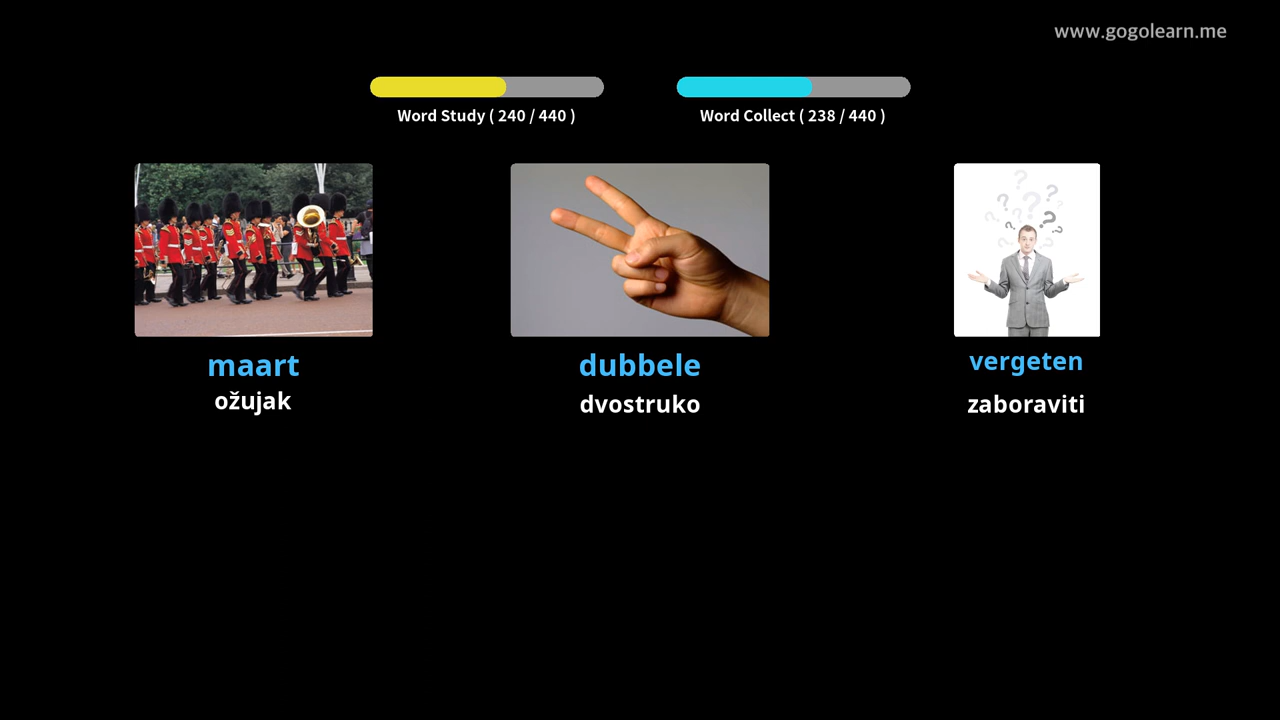 www.gogolearn.me
Word Study ( 240 / 440 )
Word Collect ( 238 / 440 )
maart
dubbele
vergeten
ožujak
dvostruko
zaboraviti